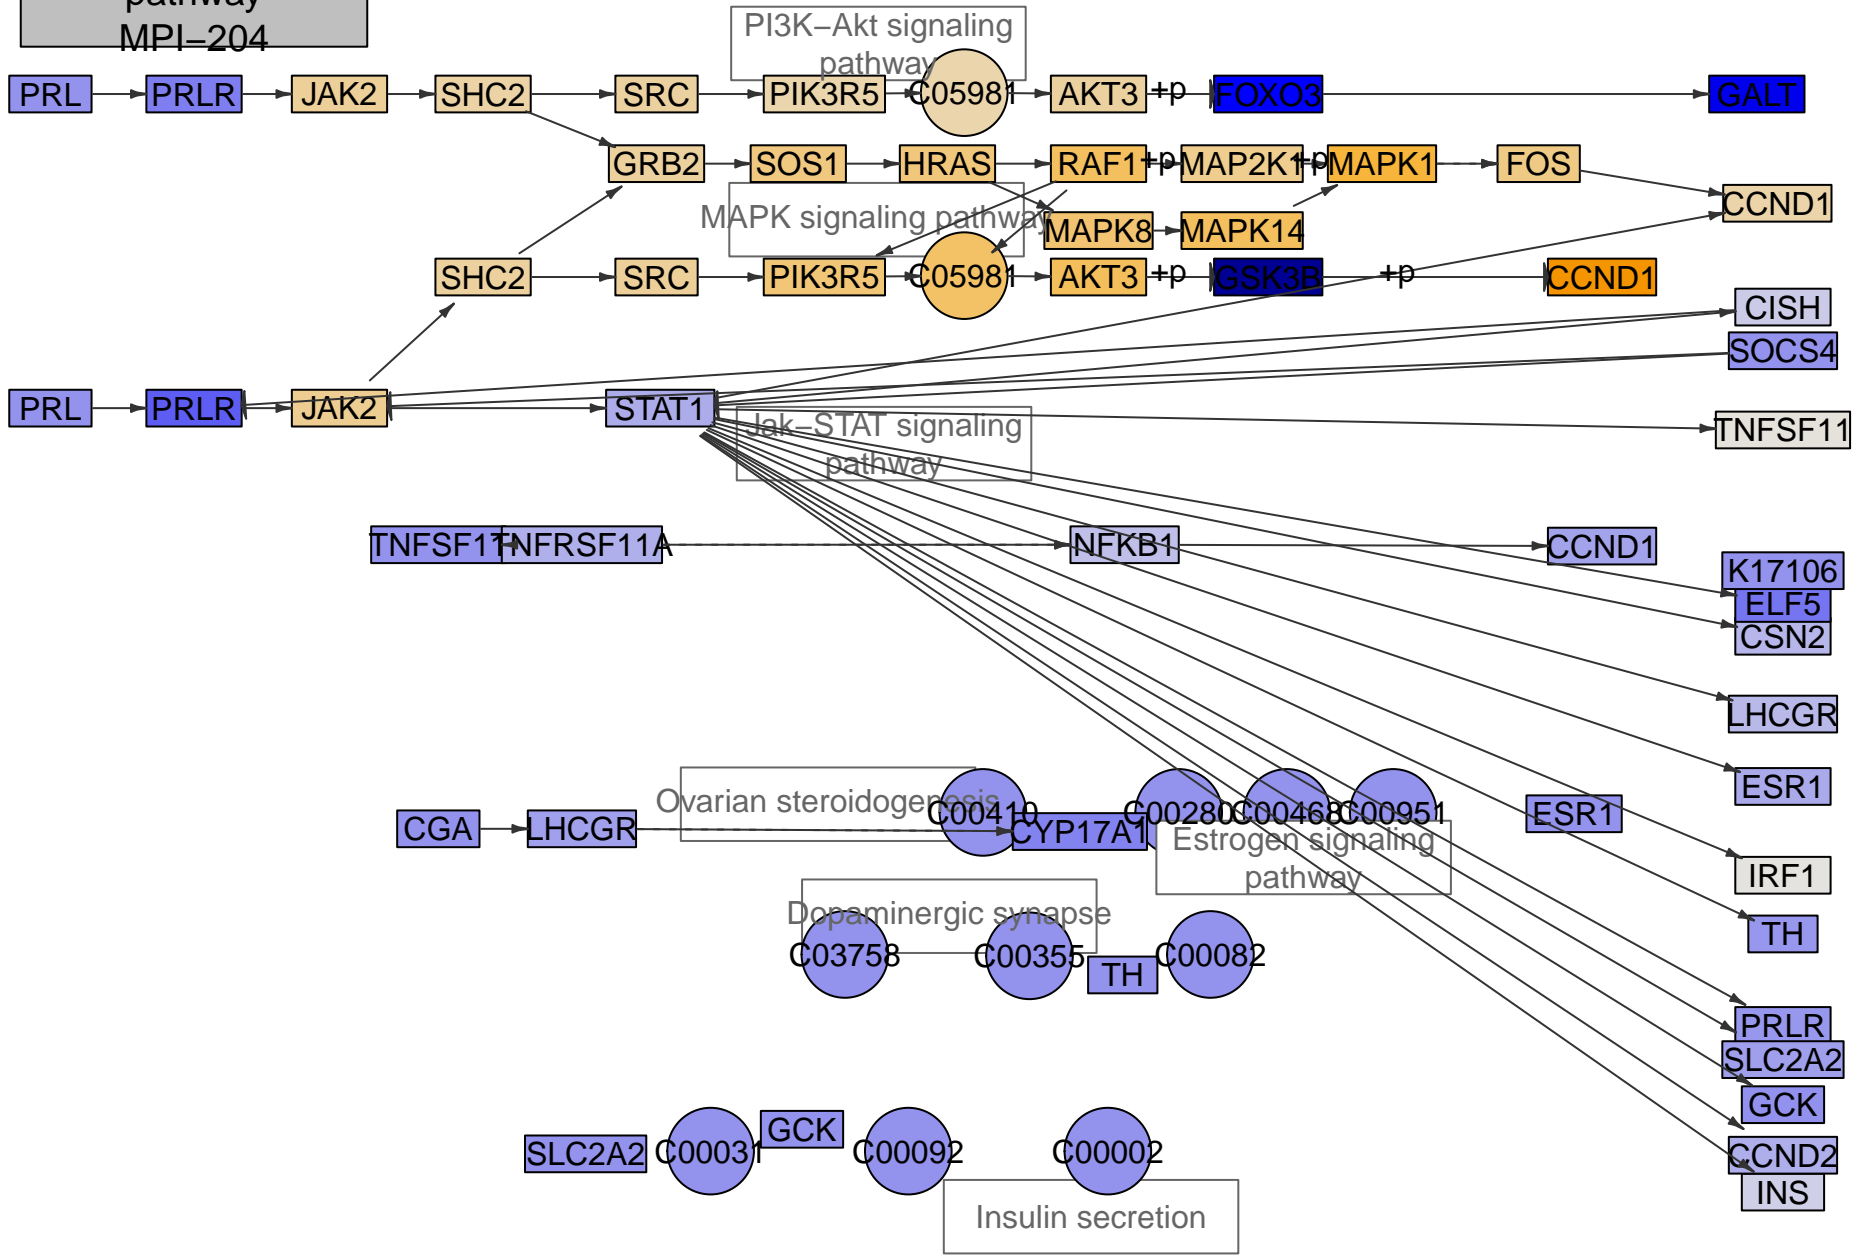 pathway
MPI−204
PI3K−Akt signaling
pathway
PRL
PRLR
JAK2
SHC2
SRC
PIK3R5
C05981
AKT3
+p
FOXO3
GALT
GRB2
SOS1
HRAS
RAF1
+p
MAP2K1
+p
MAPK1
FOS
CCND1
MAPK signaling pathway
MAPK8
MAPK14
SHC2
SRC
PIK3R5
C05981
AKT3
+p
GSK3B
+p
CCND1
CISH
SOCS4
PRL
PRLR
JAK2
STAT1
Jak−STAT signaling
pathway
TNFSF11
TNFSF11
TNFRSF11A
NFKB1
CCND1
K17106
ELF5
CSN2
LHCGR
ESR1
Ovarian steroidogenesis
C00410
C00280
C00468
C00951
ESR1
CGA
LHCGR
CYP17A1
Estrogen signaling
pathway
IRF1
Dopaminergic synapse
TH
C03758
C00355
TH
C00082
PRLR
SLC2A2
GCK
SLC2A2
C00031
GCK
C00092
C00002
CCND2
INS
Insulin secretion